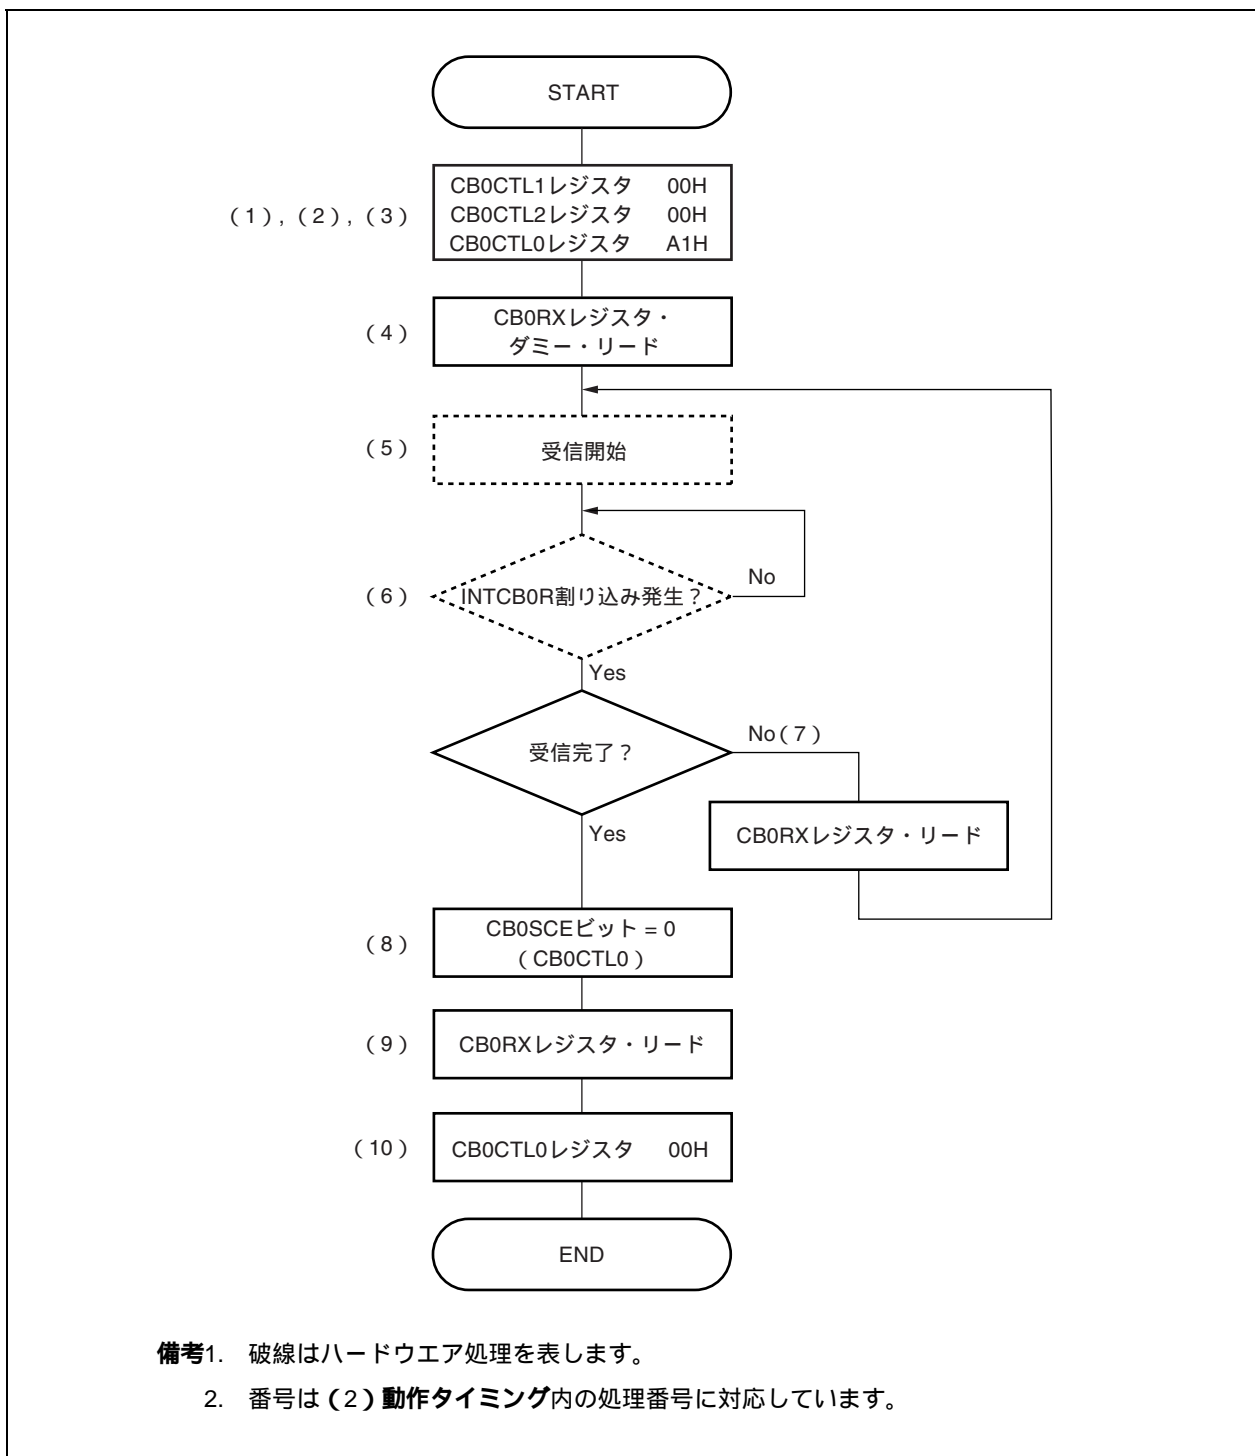 START
(1), (2), (3)
CB0CTL1レジスタ 00H
CB0CTL2レジスタ 00H
CB0CTL0レジスタ A1H
(4)
CB0RXレジスタ・
ダミー・リード
(5)
受信開始
(6)
INTCB0R割り込み発生？
No
Yes
受信完了？
No(7)
CB0RXレジスタ・リード
Yes
(8)
CB0SCEビット = 0
(CB0CTL0)
(9)
CB0RXレジスタ・リード
(10)
CB0CTL0レジスタ 00H
END
備考1. 破線はハードウエア処理を表します。
2. 番号は(2)動作タイミング内の処理番号に対応しています。